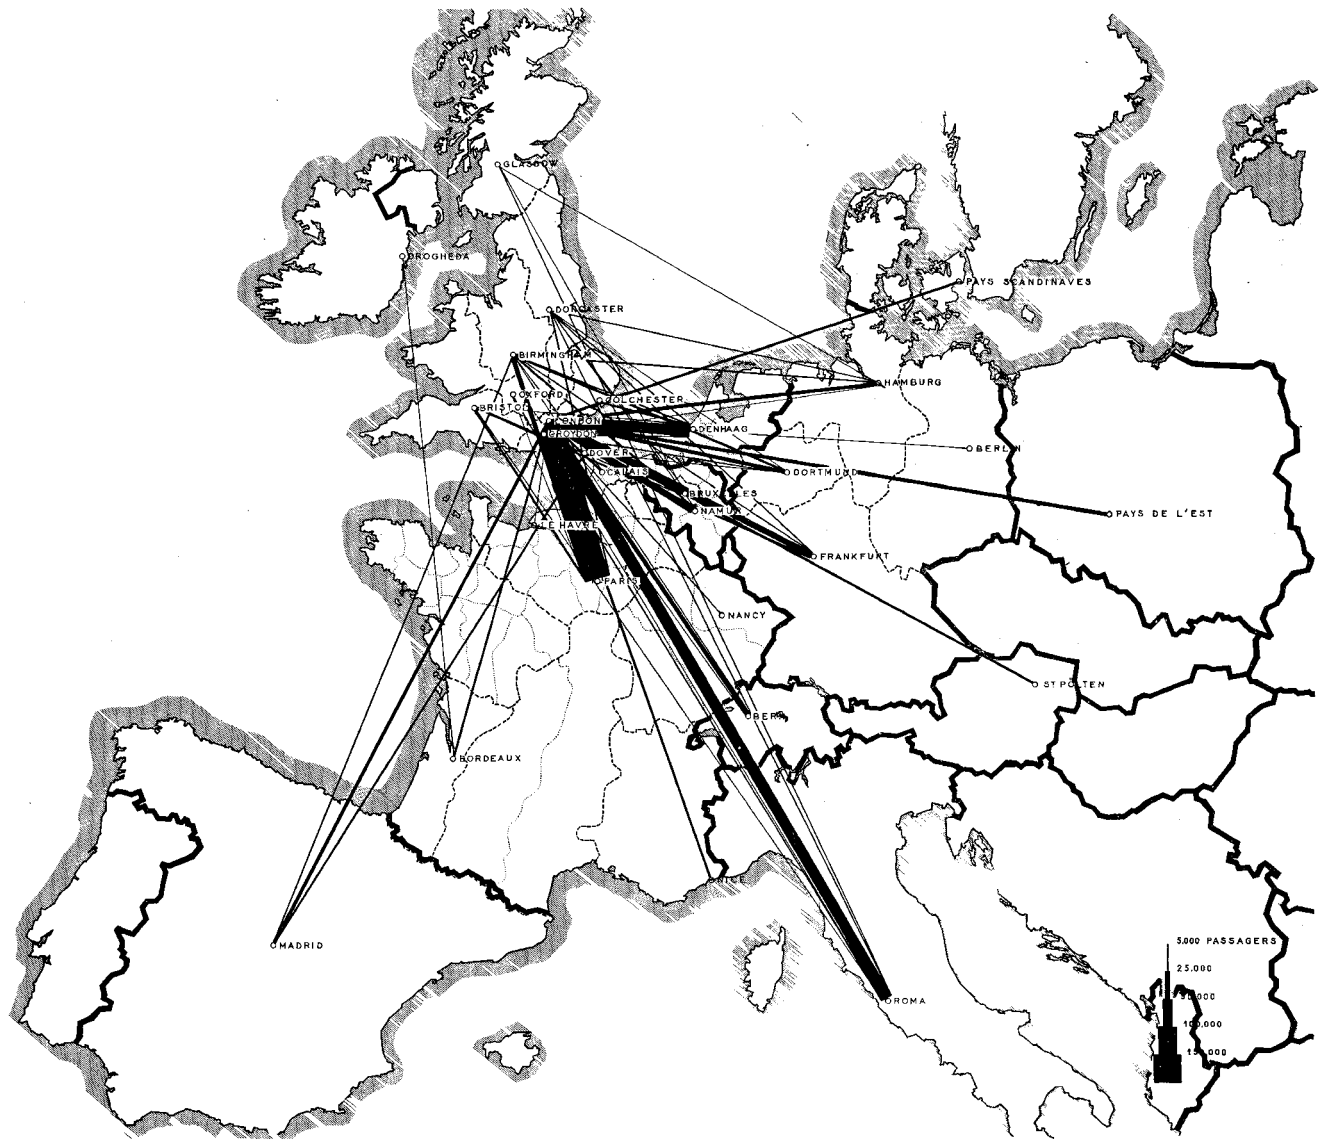 GLASGOW
DROGHEDA
PAYS SCANDINAVES
DONCASTER
BIRMINGHAM
HAMBURG
OXFORD
COLCHESTER
BRISTOL
LONDON
DENHAAG
CROYDON
BERLIN
DOVER
CALAIS
DORTMUND
BRUXELLES
NAMUR
PAYS DE L'EST
LE HAVRE
FRANKFURT
PARIS
NANCY
ST POLTEN
BERN
BORDEAUX
NICE
MADRID
ROMA
5.000 PASSAGERS
25.000
50.000
100.000
150.000